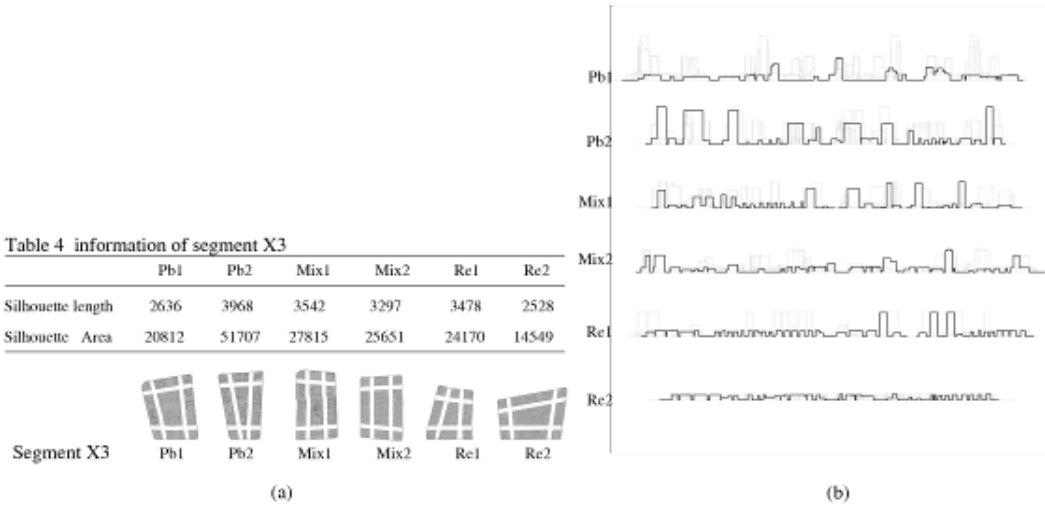 Table 4 information of segment X3
Pb1 Pb2 Mix1 Mix2 Re1 Re2
Silhouette length 2636 3968 3542 3297 3478 2528
Silhouette Area 20812 51707 27815 25651 24170 14549
Segment X3 Pb1 Pb2 Mix1 Mix2 Re1 Re2
(a)
Pb1
Pb2
Mix1
Mix2
Re1
Re2
(b)